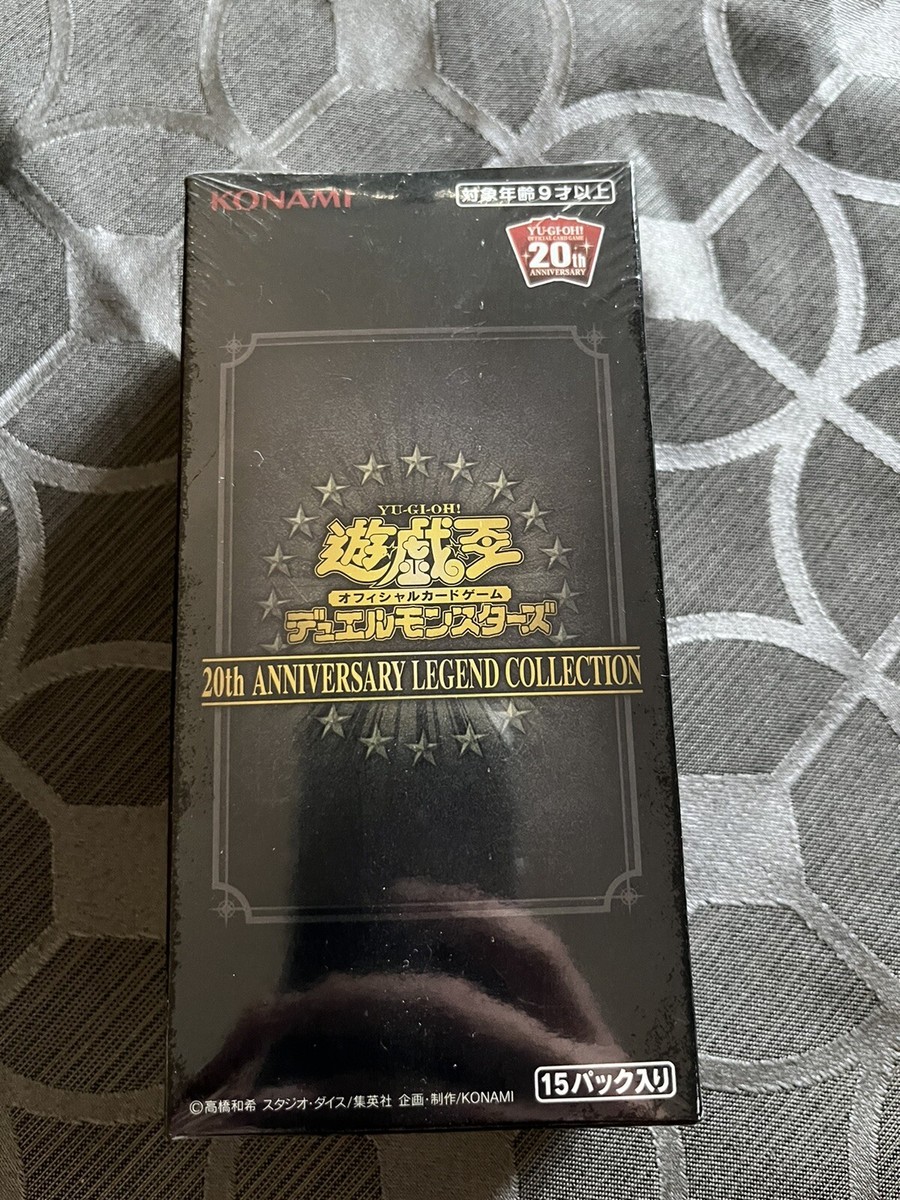 KONAMI
対象年齢9才以上
YU-GI-OH!
OFFICIAL CARD GAME
20th
ANNIVERSARY
YU-GI-OH!
遊戯王
オフィシャルカードゲーム
デュエルモンスターズ
20th ANNIVERSARY LEGEND COLLECTION
15パック入り
©高橋和希 スタジオ・ダイス/集英社 企画・制作/KONAMI